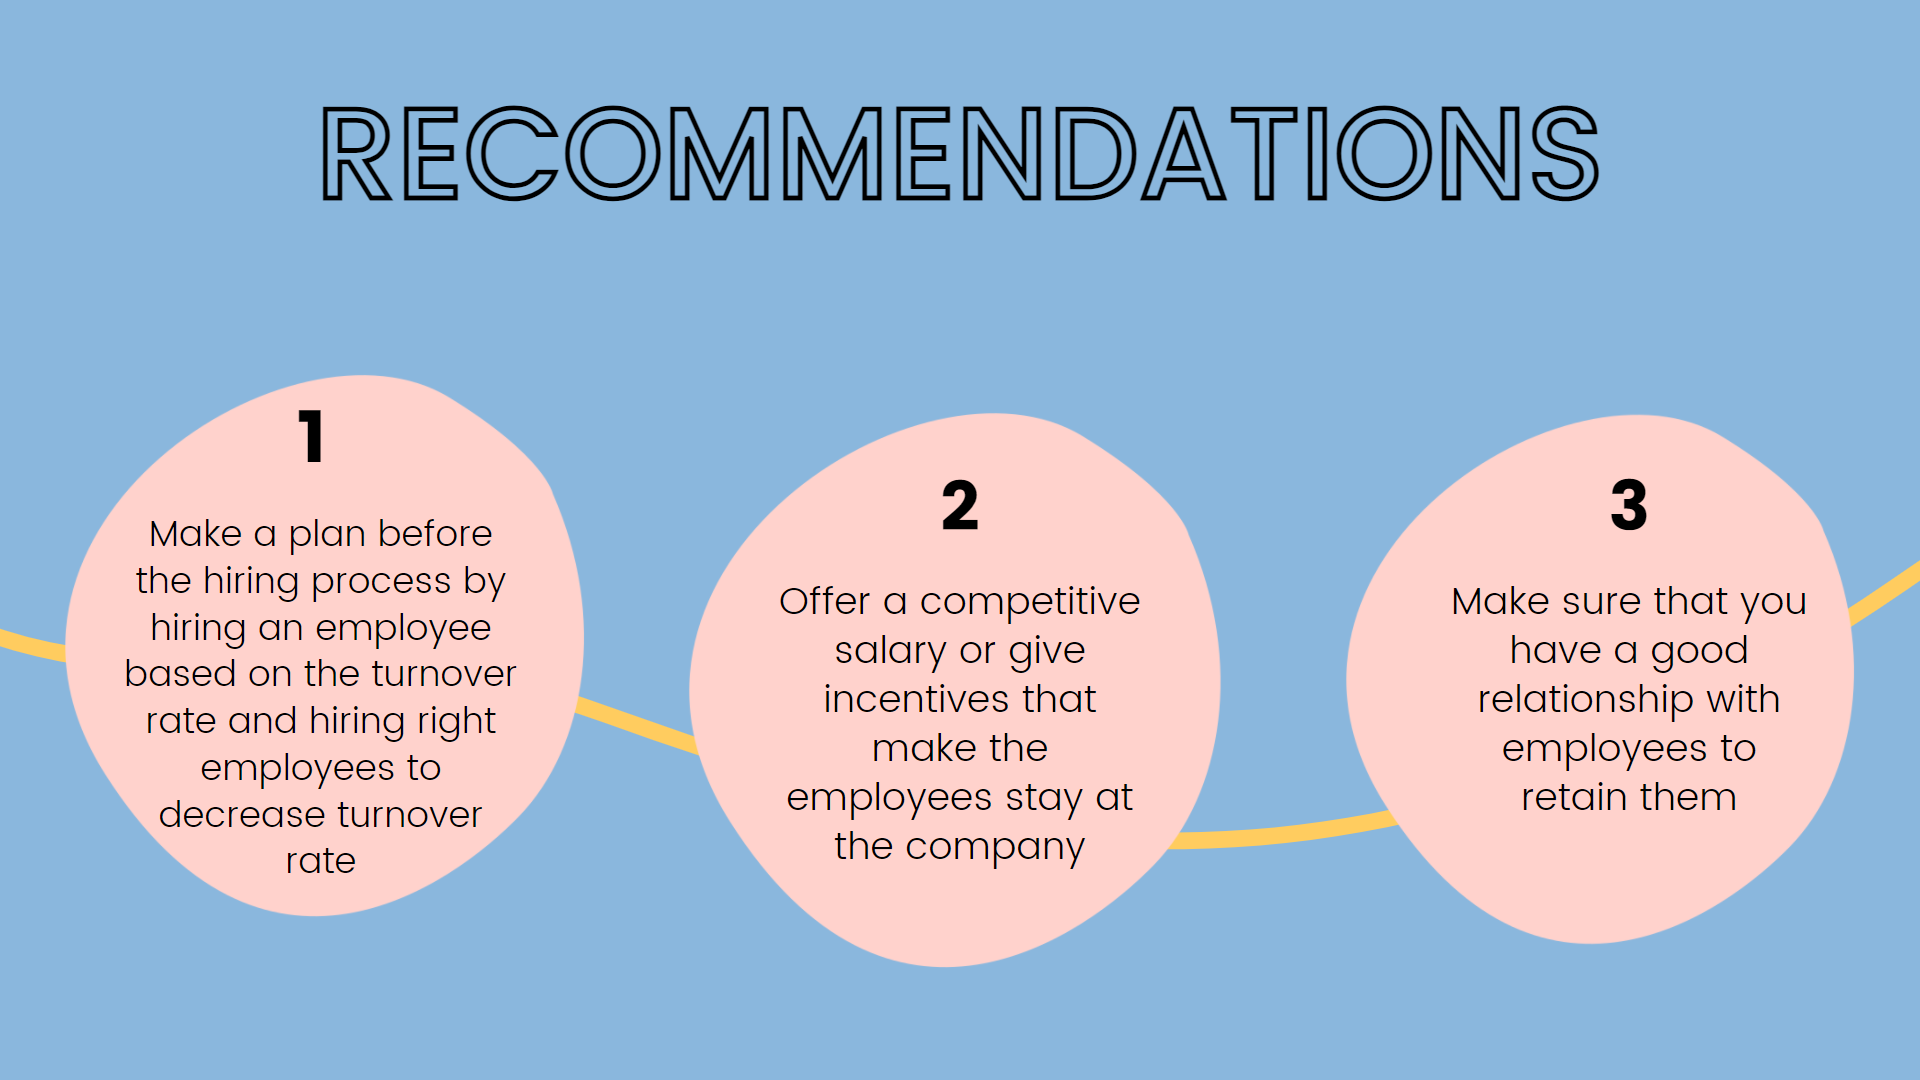 RECOMMENDATIONS
1
Make a plan before
the hiring process by
hiring an employee
based on the turnover
rate and hiring right
employees to
decrease turnover
rate
2
Offer a competitive
salary or give
incentives that
make the
employees stay at
the company
3
Make sure that you
have a good
relationship with
employees to
retain them